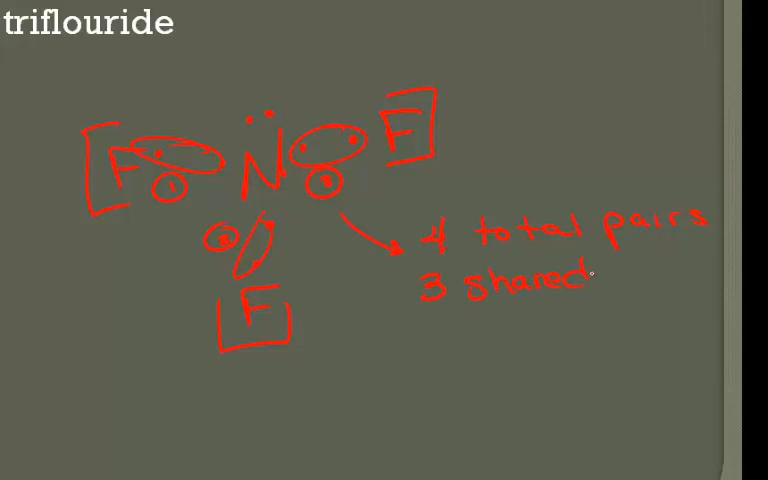 triflouride
F N F
① ③
②
F
4 total pairs
3 shared